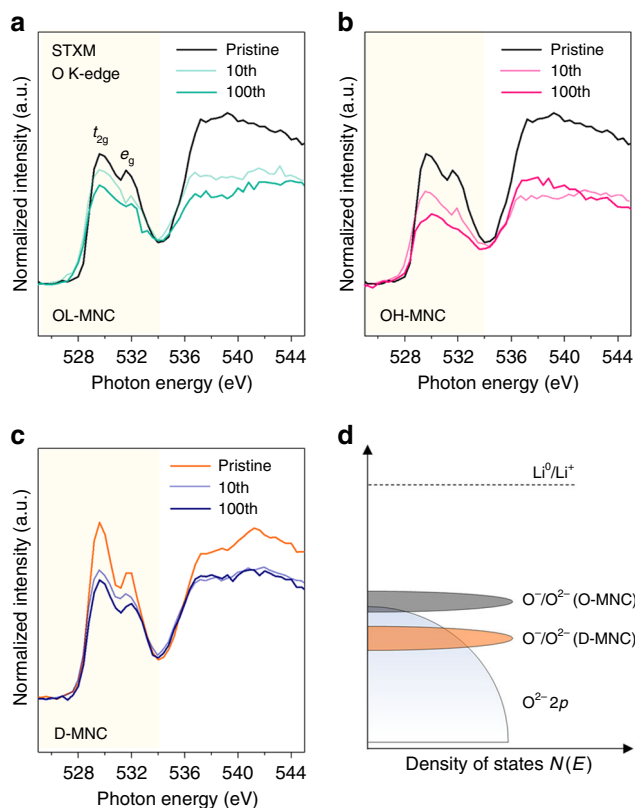 a
STXM
O K-edge
Pristine
10th
100th
t2g
eg
OL-MNC
Normalized intensity (a.u.)
528 532 536 540 544
Photon energy (eV)
b
Pristine
10th
100th
OH-MNC
Normalized intensity (a.u.)
528 532 536 540 544
Photon energy (eV)
c
Pristine
10th
100th
D-MNC
Normalized intensity (a.u.)
528 532 536 540 544
Photon energy (eV)
d
Li⁰/Li⁺
O⁻/O²⁻ (O-MNC)
O⁻/O²⁻ (D-MNC)
O²⁻ 2p
Density of states N(E)